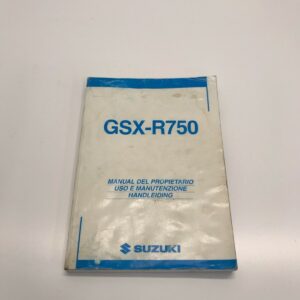 GSX-R750
MANUAL DEL PROPIETARIO
USO E MANUTENZIONE
HANDLEIDING
SUZUKI